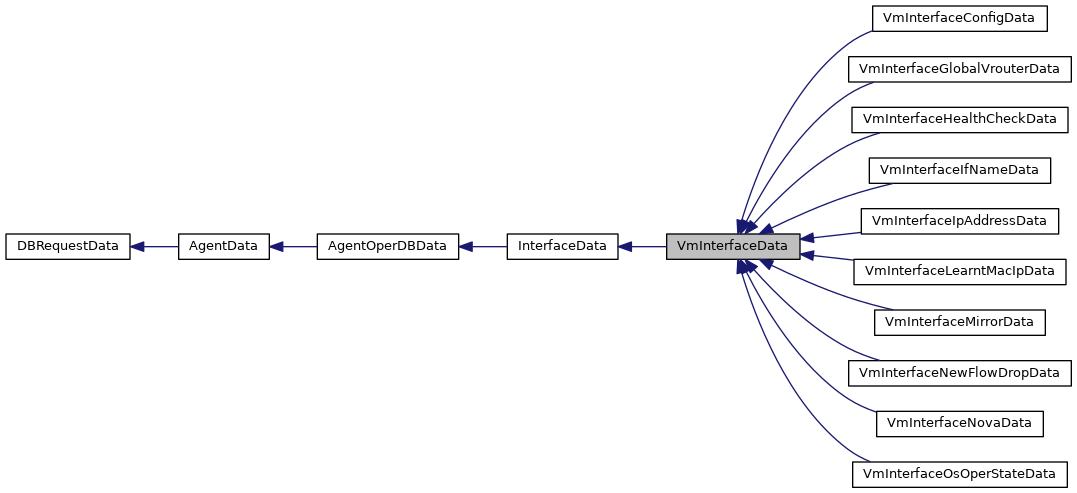 DBRequestData
AgentData
AgentOperDBData
InterfaceData
VmInterfaceData
VmInterfaceConfigData
VmInterfaceGlobalVrouterData
VmInterfaceHealthCheckData
VmInterfaceIfNameData
VmInterfaceIpAddressData
VmInterfaceLearntMacIpData
VmInterfaceMirrorData
VmInterfaceNewFlowDropData
VmInterfaceNovaData
VmInterfaceOsOperStateData